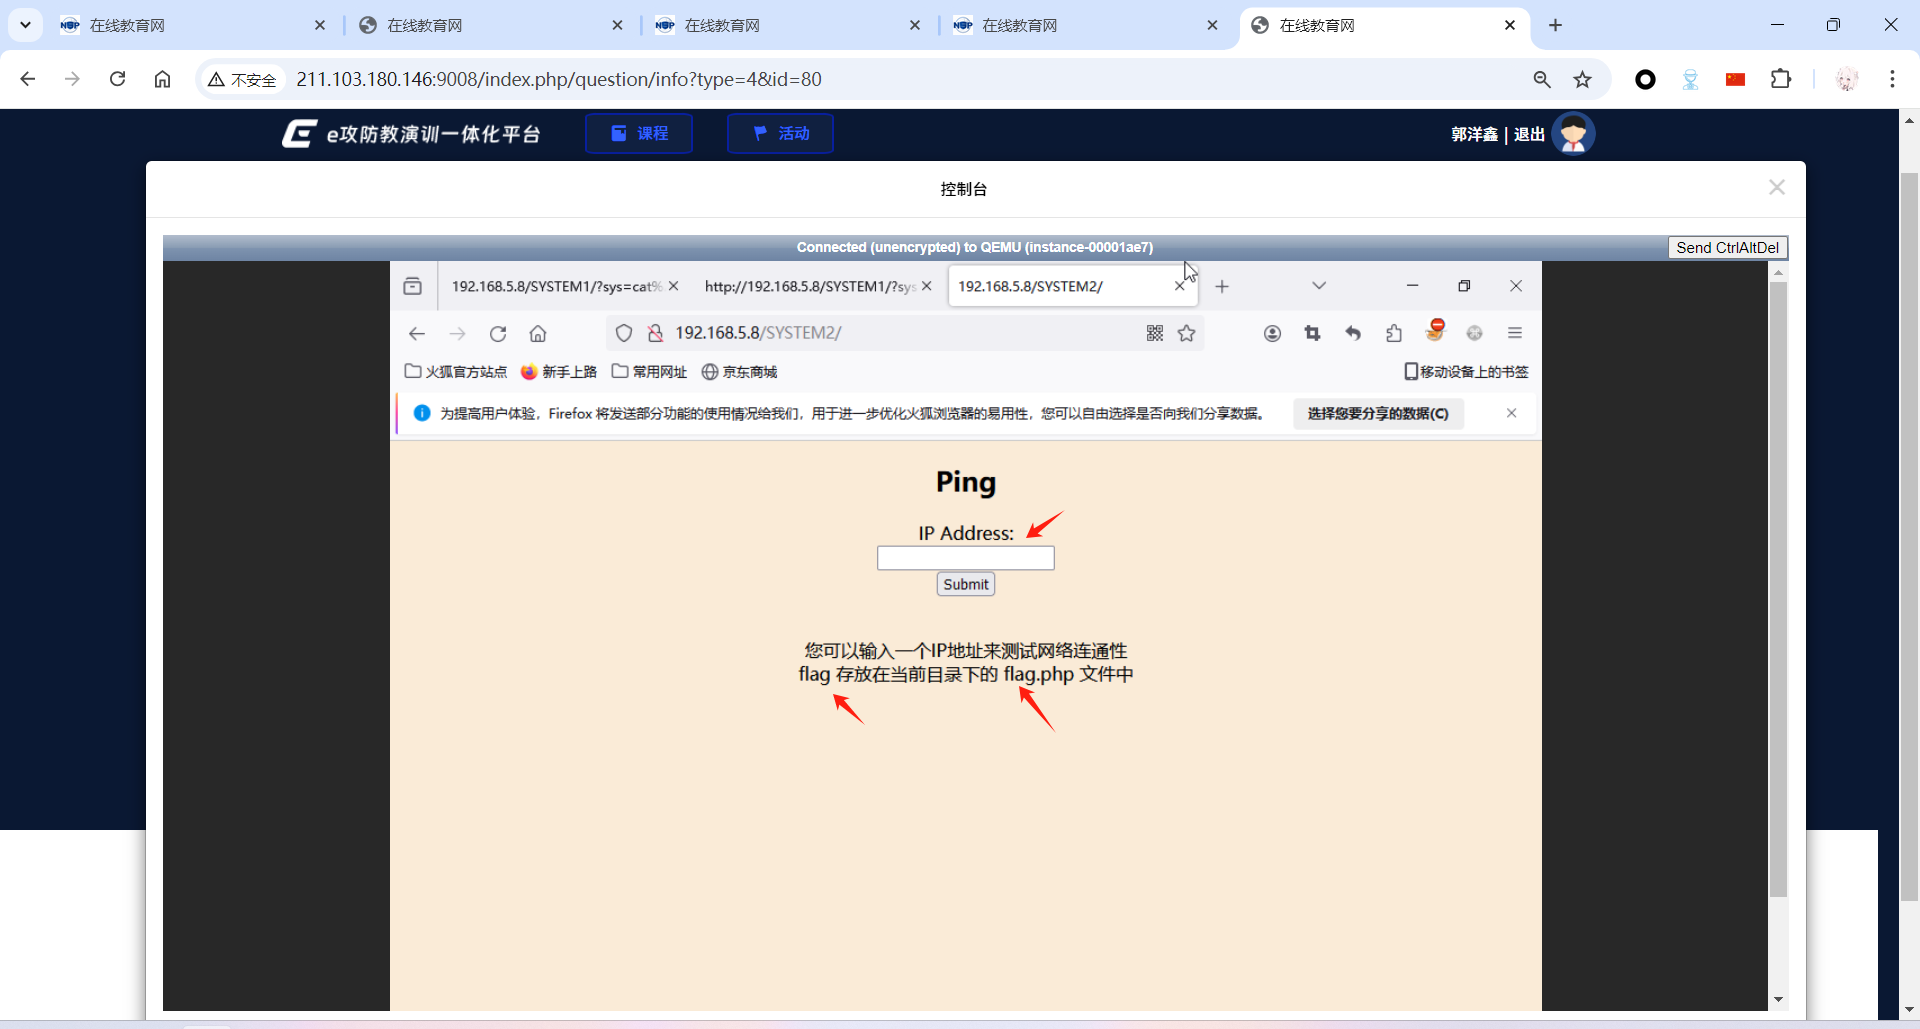 在线教育网
在线教育网
在线教育网
在线教育网
在线教育网
不安全
211.103.180.146:9008/index.php/question/info?type=4&id=80
e攻防教演训一体化平台
课程
活动
郭洋鑫 | 退出
控制台
Connected (unencrypted) to QEMU (instance-00001ae7)
Send CtrlAltDel
192.168.5.8/SYSTEM1/?sys=cat%
http://192.168.5.8/SYSTEM1/?sys
192.168.5.8/SYSTEM2/
192.168.5.8/SYSTEM2/
火狐官方站点
新手上路
常用网址
京东商城
移动设备上的书签
为提高用户体验，Firefox 将发送部分功能的使用情况给我们，用于进一步优化火狐浏览器的易用性，您可以自由选择是否向我们分享数据。
选择您要分享的数据(C)
Ping
IP Address:
Submit
您可以输入一个IP地址来测试网络连通性
flag 存放在当前目录下的 flag.php 文件中